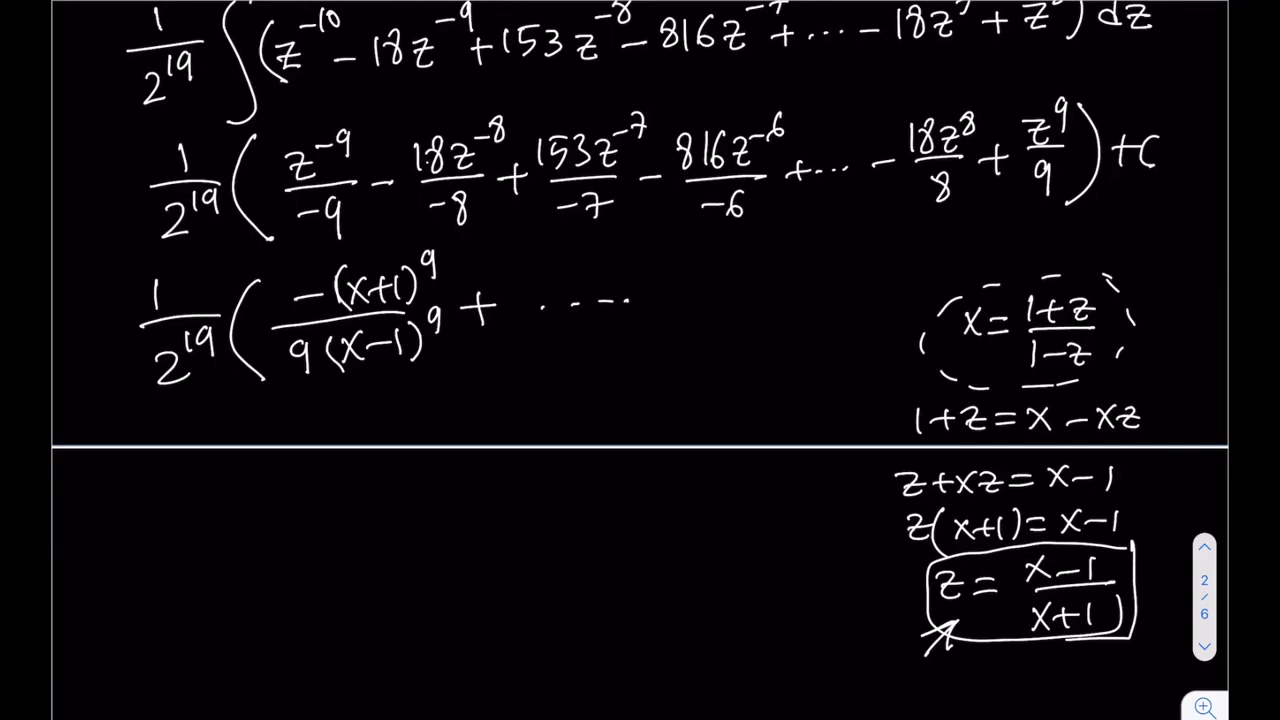 1/2^19 ∫ (z^-10 - 18z^-9 + 153z^-8 - 816z^-7 + ... - 18z^7 + z^8) dz
1/2^19 ( z^-9/-9 - 18z^-8/-8 + 153z^-7/-7 - 816z^-6/-6 + ... - 18z^8/8 + z^9/9 ) + C
1/2^19 ( -(x+1)^9/9(x-1)^9 + ....
x = 1+z/1-z
1+z = x - xz
z + xz = x - 1
z(x+1) = x - 1
z = x-1/x+1
2
/
6